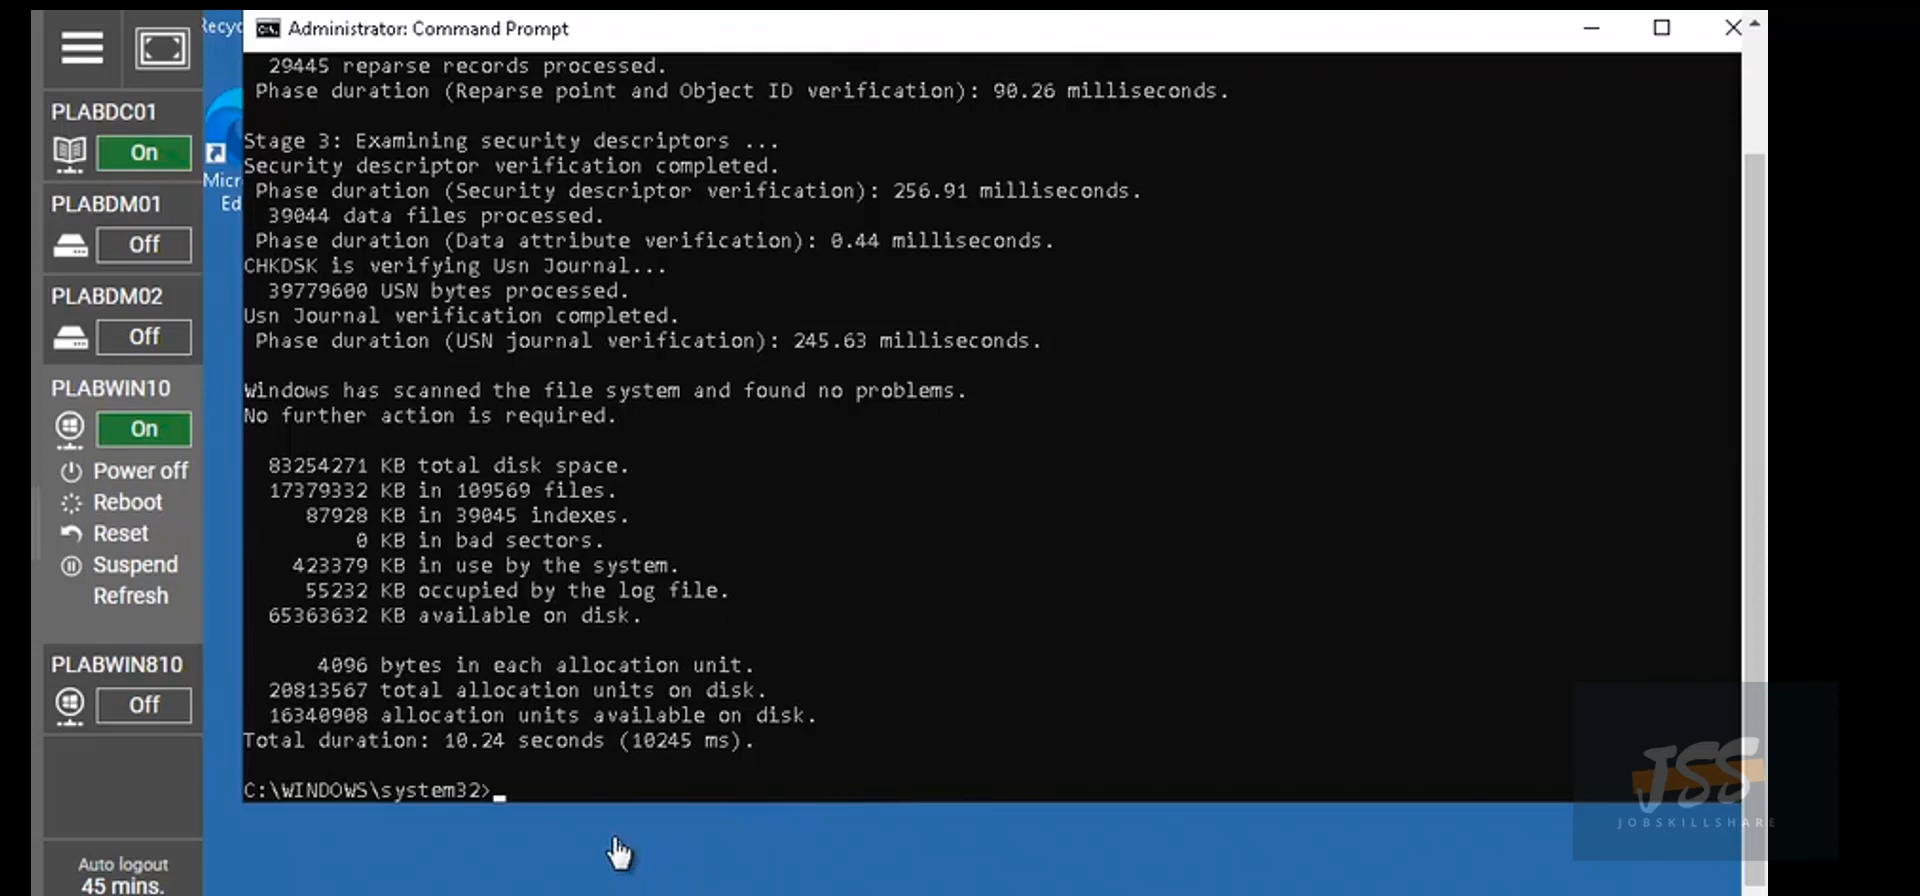 PLABDC01
On
PLABDM01
Off
PLABDM02
Off
PLABWIN10
On
Power off
Reboot
Reset
Suspend
Refresh
PLABWIN810
Off
Auto logout
45 mins.
Recyc
Micr
Ed
Administrator: Command Prompt
29445 reparse records processed.
Phase duration (Reparse point and Object ID verification): 90.26 milliseconds.
Stage 3: Examining security descriptors ...
Security descriptor verification completed.
Phase duration (Security descriptor verification): 256.91 milliseconds.
39044 data files processed.
Phase duration (Data attribute verification): 0.44 milliseconds.
CHKDSK is verifying Usn Journal...
39779600 USN bytes processed.
Usn Journal verification completed.
Phase duration (USN journal verification): 245.63 milliseconds.
Windows has scanned the file system and found no problems.
No further action is required.
83254271 KB total disk space.
17379332 KB in 109569 files.
87928 KB in 39045 indexes.
0 KB in bad sectors.
423379 KB in use by the system.
55232 KB occupied by the log file.
65363632 KB available on disk.
4096 bytes in each allocation unit.
20813567 total allocation units on disk.
16340908 allocation units available on disk.
Total duration: 10.24 seconds (10245 ms).
C:\WINDOWS\system32>
JSS
JOBSKILLSHARE